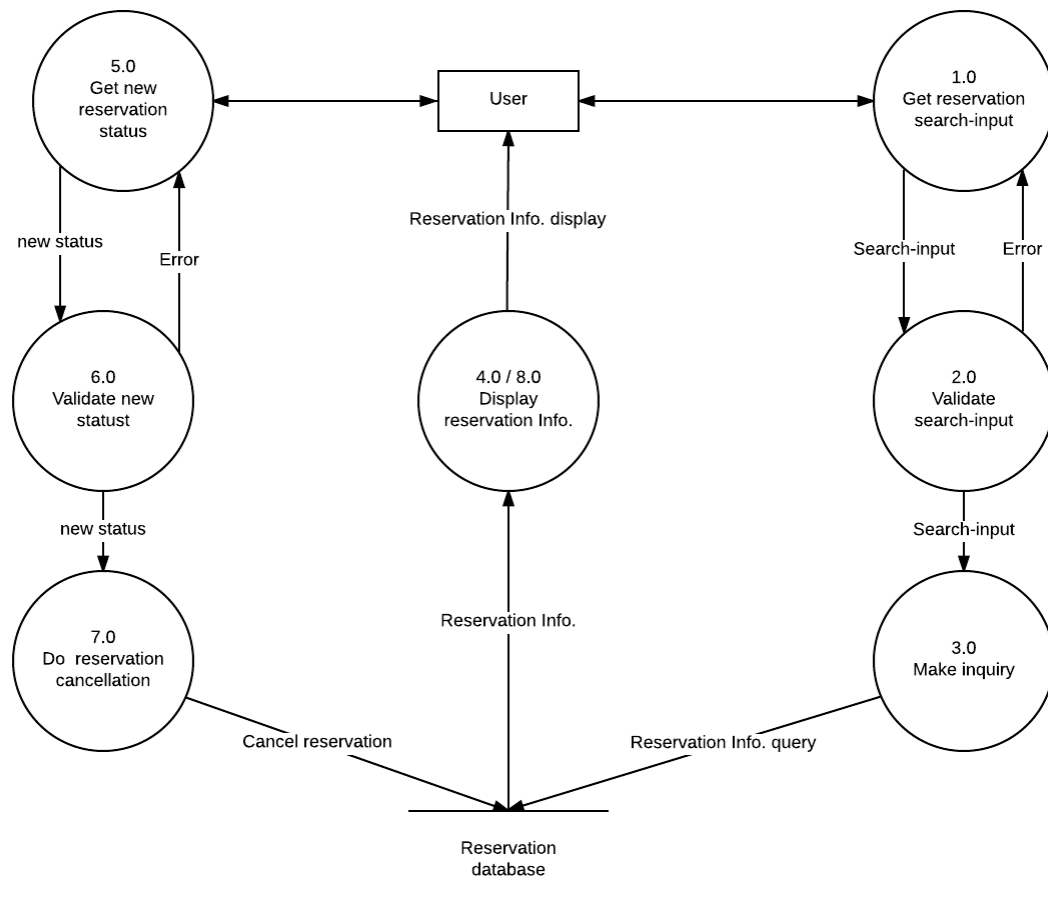 5.0
Get new
reservation
status
User
1.0
Get reservation
search-input
Reservation Info. display
new status
Error
Search-input
Error
6.0
Validate new
statust
4.0 / 8.0
Display
reservation Info.
2.0
Validate
search-input
new status
Search-input
Reservation Info.
7.0
Do  reservation
cancellation
3.0
Make inquiry
Cancel reservation
Reservation Info. query
Reservation
database